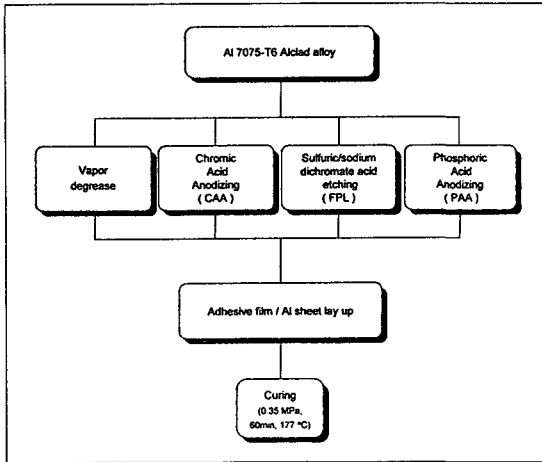 Al 7075-T6 Alclad alloy
Vapor
degrease
Chromic
Acid
Anodizing
( CAA )
Sulfuric/sodium
dichromate acid
etching
( FPL )
Phosphoric
Acid
Anodizing
( PAA )
Adhesive film / Al sheet lay up
Curing
(0.35 MPa,
60min, 177 °C)